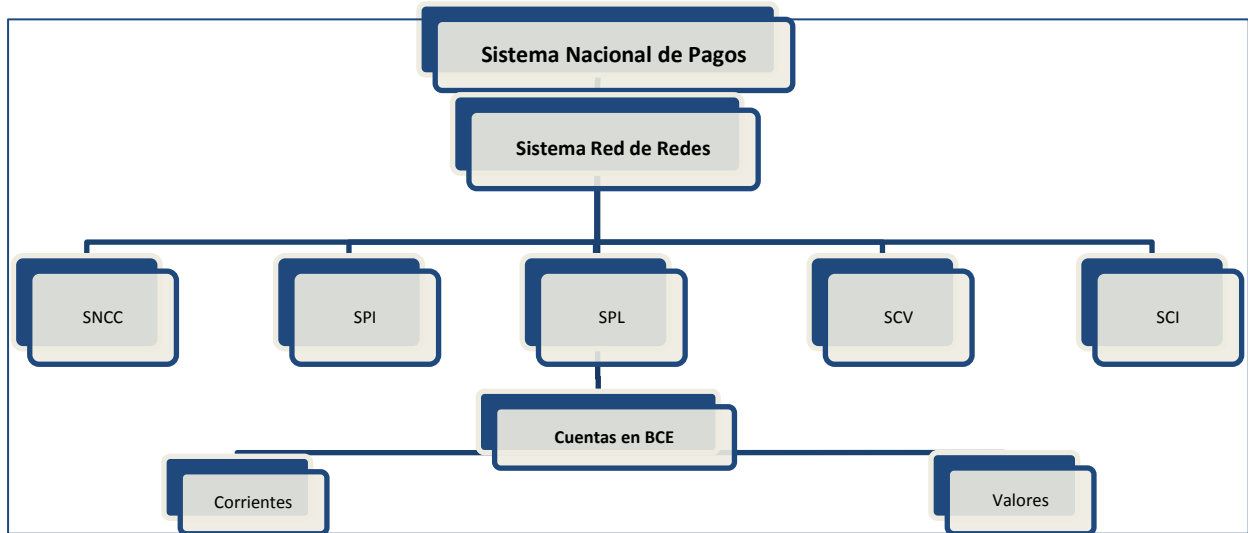 Sistema Nacional de Pagos
Sistema Red de Redes
SNCC
SPI
SPL
SCV
SCI
Cuentas en BCE
Corrientes
Valores